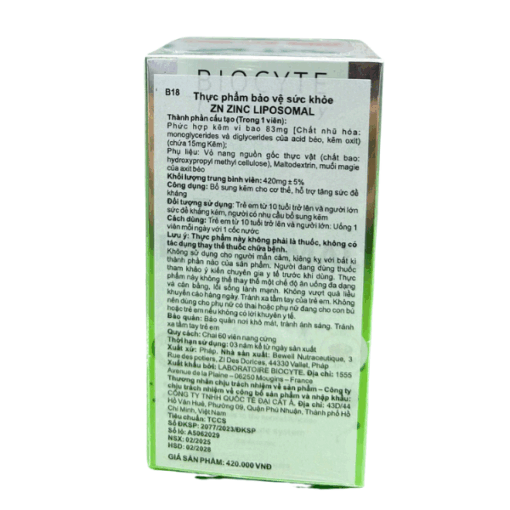 BIOCYTE
B18
Thực phẩm bảo vệ sức khỏe
ZN ZINC LIPOSOMAL
Thành phần cấu tạo (Trong 1 viên):
Phức hợp kẽm vi bao 83mg [Chất nhũ hóa:
monoglycerides và diglycerides của acid béo, kẽm oxit)
(chứa 15mg Kẽm);
Phụ liệu: Vỏ nang nguồn gốc thực vật (chất bao:
hydroxypropyl methyl cellulose), Maltodextrin, muối magie
của axit béo
Khối lượng trung bình viên: 420mg ± 5%
Công dụng: Bổ sung kẽm cho cơ thể, hỗ trợ tăng sức đề
kháng
Đối tượng sử dụng: Trẻ em từ 10 tuổi trở lên và người lớn
sức đề kháng kém, người có nhu cầu bổ sung kẽm
Cách dùng: Trẻ em từ 10 tuổi trở lên và người lớn: Uống 1
viên mỗi ngày với 1 cốc nước
Lưu ý: Thực phẩm này không phải là thuốc, không có
tác dụng thay thế thuốc chữa bệnh.
Không sử dụng cho người mẫn cảm, kiêng kỵ với bất kì
thành phần nào của sản phẩm. Người đang dùng thuốc
tham khảo ý kiến chuyên gia y tế trước khi dùng. Thực
phẩm này không thể thay thế một chế độ ăn uống đa dạng
và cân bằng, lối sống lành mạnh. Không vượt quá liều
khuyến cáo hàng ngày. Tránh xa tầm tay của trẻ em. Không
nên dùng cho phụ nữ có thai hoặc phụ nữ đang cho con bú
hoặc trẻ em nếu không có lời khuyên y tế.
Bảo quản: Bảo quản nơi khô mát, tránh ánh sáng. Tránh
xa tầm tay trẻ em
Quy cách: Chai 60 viên nang cứng
Thời hạn sử dụng: 03 năm kể từ ngày sản xuất
Xuất xứ: Pháp. Nhà sản xuất: Bewell Nutraceutique, 3
Rue des potiers, ZI Des Dorices, 44330 Vallet, Pháp
Xuất khẩu bởi: LABORATOIRE BIOCYTE. Địa chỉ: 1555
Avenue de la Plaine – 06250 Mougins – France
Thương nhân chịu trách nhiệm về sản phẩm – Công ty
chịu trách nhiệm về công bố sản phẩm và nhập khẩu:
CÔNG TY TNHH QUỐC TẾ ĐẠI CÁT Á. Địa chỉ: 43D/44
Hồ Văn Huê, Phường 09, Quận Phú Nhuận, Thành phố Hồ
Chí Minh, Việt Nam
Tiêu chuẩn: TCCS
Số ĐKSP: 2077/2023/ĐKSP
Số lô: A5062029
NSX: 02/2025
HSD: 02/2028
GIÁ SẢN PHẨM: 420.000 VNĐ